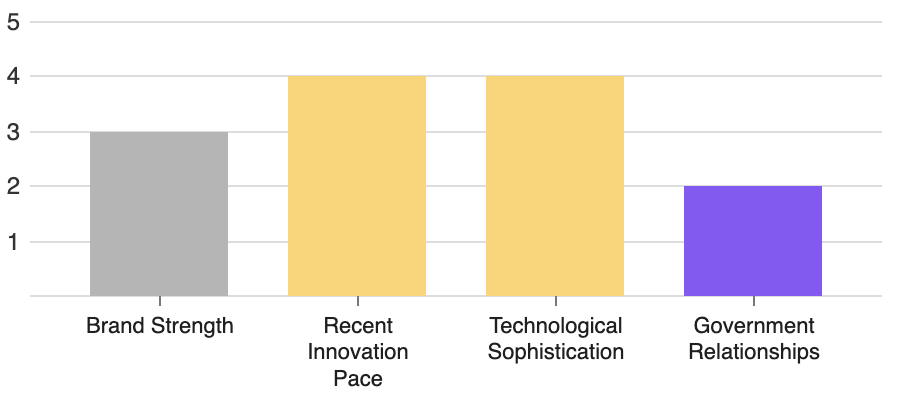 5
4
3
2
1
Brand Strength
Recent
Innovation
Pace
Technological
Sophistication
Government
Relationships